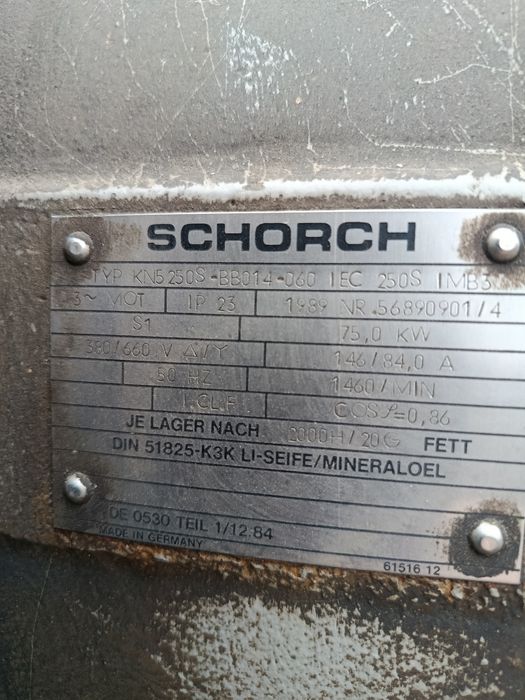 SCHORCH
TYP KN5250S-BB014-060 IEC 250S IMB3
3~ MOT. IP 23 1989 NR.56890901/4
S1 75,0 KW
380/660 V Δ/Y 146/84,0 A
50 HZ 1460/MIN
I.CL.F COS φ=0,86
JE LAGER NACH 2000H/20G FETT
DIN 51825-K3K LI-SEIFE/MINERALOEL
DE 0530 TEIL 1/12.84
MADE IN GERMANY
61516 12